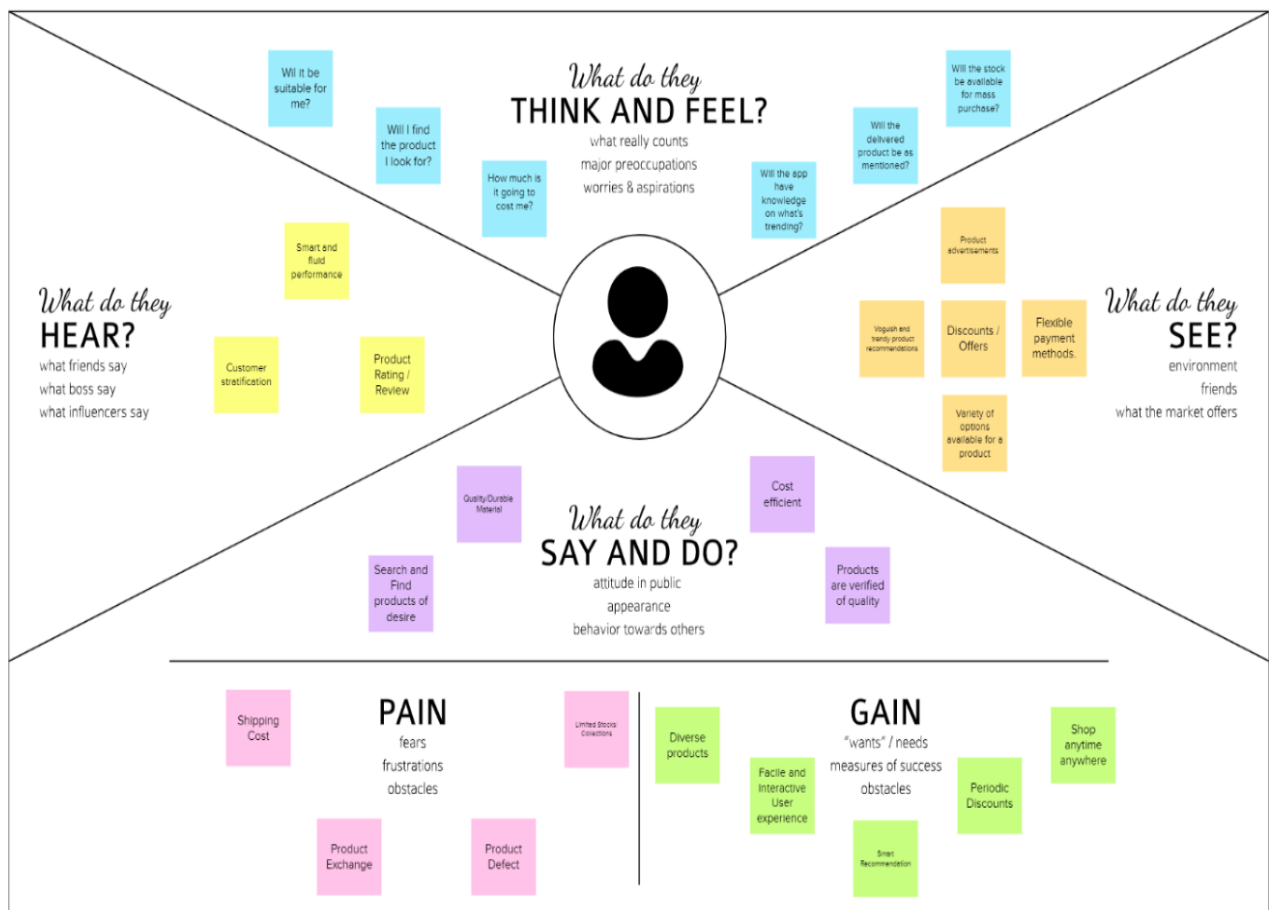 What do they
THINK AND FEEL?
what really counts
major preoccupations
worries & aspirations
Wil it be
suitable for
me?
Will I find
the product
I look for?
How much is
it going to
cost me?
Will the app
have
knowledge
on what's
trending?
Will the
delivered
product be as
mentioned?
Will the stock
be available
for mass
purchase?
What do they
HEAR?
what friends say
what boss say
what influencers say
Smart and
fluid
performance
Customer
stratification
Product
Rating /
Review
What do they
SEE?
environment
friends
what the market offers
Product
advertisements
Voguish and
trendy product
recommendations
Discounts /
Offers
Flexible
payment
methods.
Variety of
options
available for a
product
What do they
SAY AND DO?
attitude in public
appearance
behavior towards others
Quality/Durable
Material
Search and
Find
products of
desire
Cost
efficient
Products
are verified
of quality
PAIN
fears
frustrations
obstacles
Shipping
Cost
Limited Stocks/
Collections
Product
Exchange
Product
Defect
GAIN
"wants" / needs
measures of success
obstacles
Diverse
products
Facile and
Interactive
User
experience
Smart
Recommendation
Periodic
Discounts
Shop
anytime
anywhere